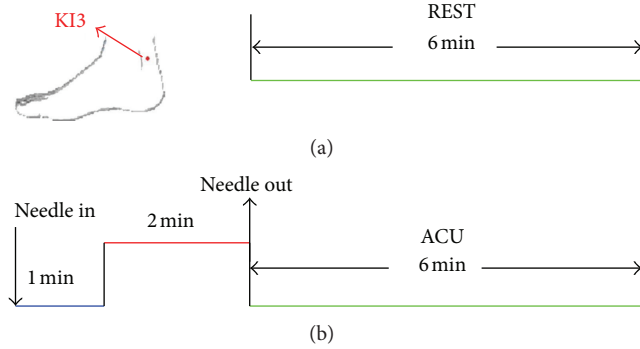 KI3
REST
6 min
(a)
Needle out
Needle in
2 min
ACU
1 min
6 min
(b)